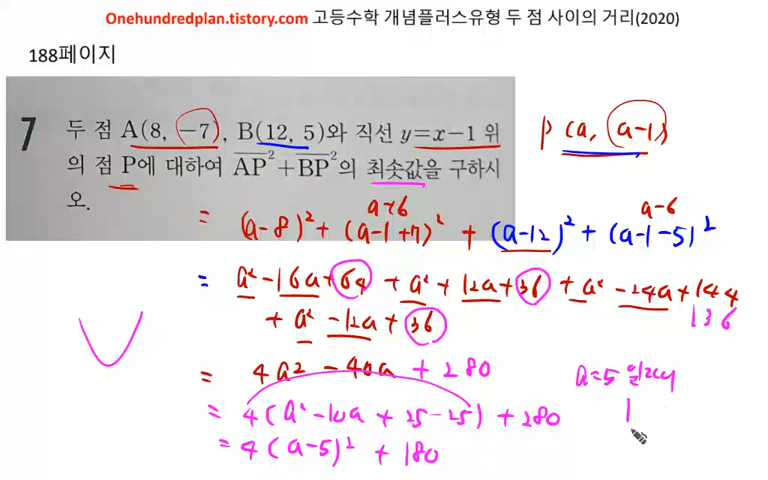 Onehundredplan.tistory.com 고등수학 개념플러스유형 두 점 사이의 거리(2020)
188페이지
7 두 점 A(8, -7), B(12, 5)와 직선 y=x-1 위
의 점 P에 대하여 AP²+BP²의 최솟값을 구하시
오.
P(a, a-1)
a+6
a-6
= (a-8)² + (a-1+7)² + (a-12)² + (a-1-5)²
= a²-16a+64 + a²+12a+36 + a²-24a+144
+ a²-12a+36
136
= 4a² - 40a + 280
= 4(a²-10a+25-25)+280
= 4(a-5)² + 180
a=5 일때
1